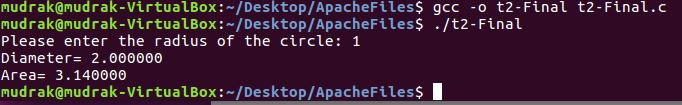 mudrak@mudrak-VirtualBox:~/Desktop/ApacheFiles$ gcc -o t2-Final t2-Final.c
mudrak@mudrak-VirtualBox:~/Desktop/ApacheFiles$ ./t2-Final
Please enter the radius of the circle: 1
Diameter= 2.000000
Area= 3.140000
mudrak@mudrak-VirtualBox:~/Desktop/ApacheFiles$